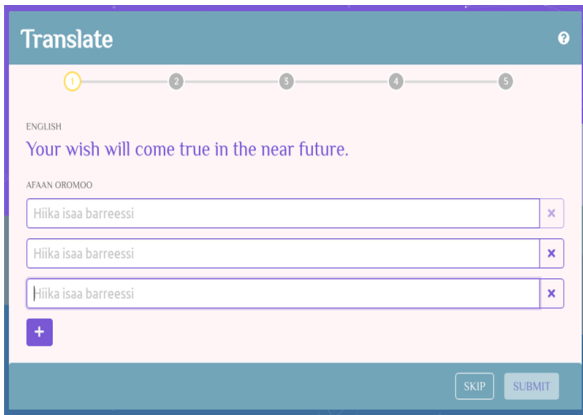 Translate
?
1 2 3 4 5
ENGLISH
Your wish will come true in the near future.
AFAAN OROMOO
Hiika isaa barreessi
×
Hiika isaa barreessi
×
Hiika isaa barreessi
×
+
SKIP SUBMIT